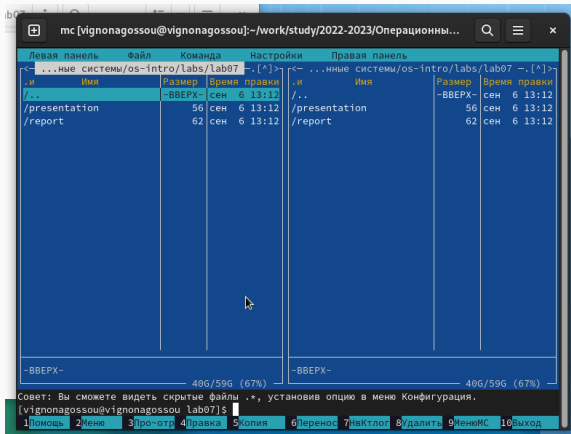 mc [vignonagossou@vignonagossou]:~/work/study/2022-2023/Операционны...
Левая панель Файл Команда Настройки Правая панель
<— ...ные системы/os-intro/labs/lab07 —.[^]> <— ...ные системы/os-intro/labs/lab07 —.[^]>
.и Имя Размер Время правки .и Имя Размер Время правки
/.. -ВВЕРХ- сен 6 13:12 /.. -ВВЕРХ- сен 6 13:12
/presentation 56 сен 6 13:12 /presentation 56 сен 6 13:12
/report 62 сен 6 13:12 /report 62 сен 6 13:12
-ВВЕРХ- -ВВЕРХ-
40G/59G (67%) 40G/59G (67%)
Совет: Вы сможете видеть скрытые файлы .*, установив опцию в меню Конфигурация.
[vignonagossou@vignonagossou lab07]$
1Помощь 2Меню 3Про~отр 4Правка 5Копия 6Перенос 7НвКтлог 8Удалить 9МенюМС 10Выход